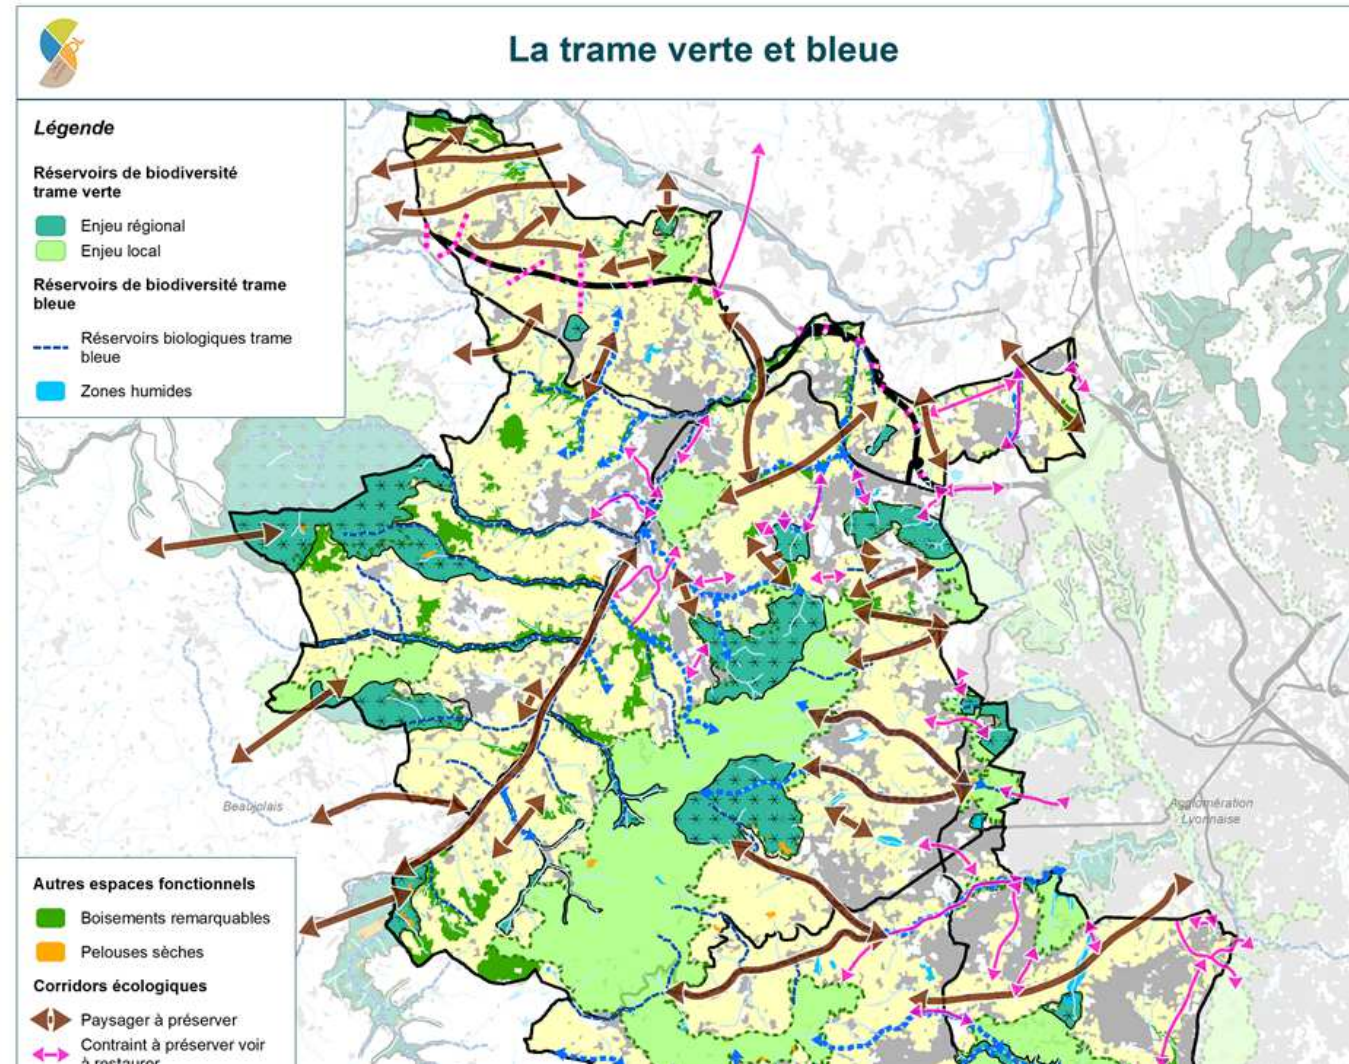 La trame verte et bleue
Légende
Réservoirs de biodiversité
trame verte
Enjeu régional
Enjeu local
Réservoirs de biodiversité trame
bleue
Réservoirs biologiques trame
bleue
Zones humides
Beaujolais
Agglomération
Lyonnaise
Autres espaces fonctionnels
Boisements remarquables
Pelouses sèches
Corridors écologiques
Paysager à préserver
Contraint à préserver voir
à restaurer